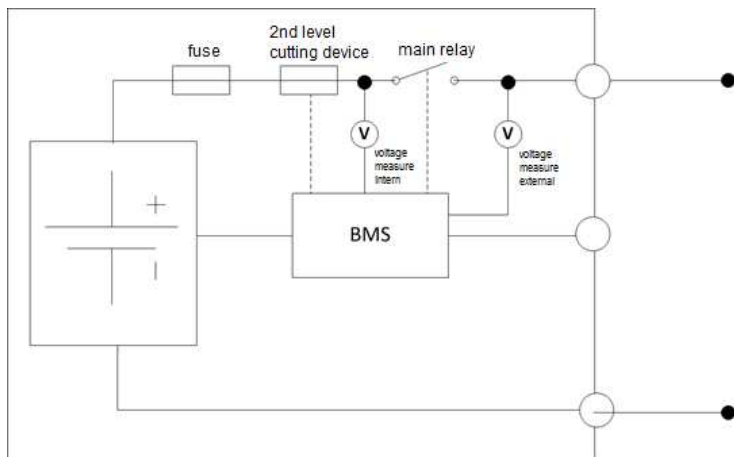 fuse
2nd level
cutting device
main relay
V
voltage
measure
intern
V
voltage
measure
external
BMS
+
–